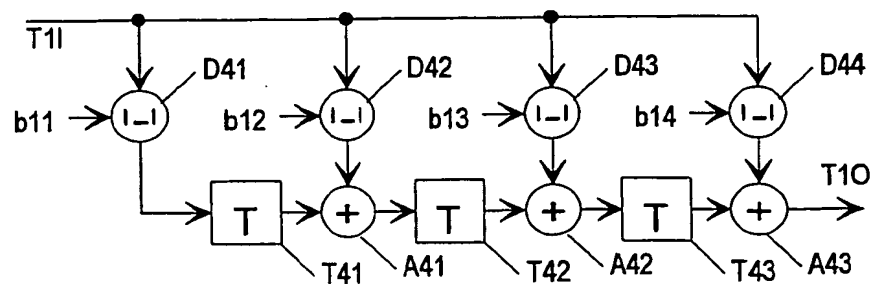 T1I
D41 D42 D43 D44
b11 I–I b12 I–I b13 I–I b14 I–I
T1O
T + T + T +
T41 A41 T42 A42 T43 A43